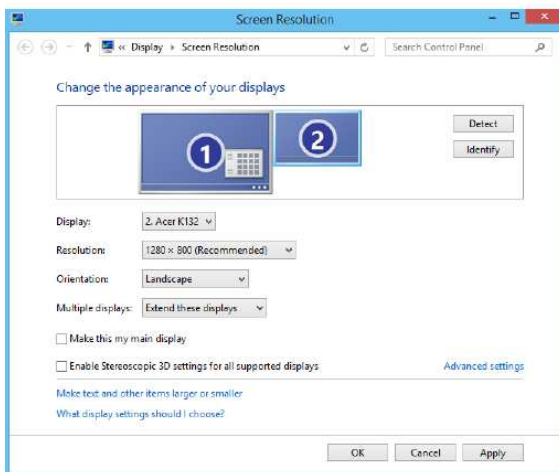 Screen Resolution
« Display ▸ Screen Resolution
Search Control Panel
Change the appearance of your displays
1
2
Detect
Identify
Display: 2. Acer K132
Resolution: 1280 × 800 (Recommended)
Orientation: Landscape
Multiple displays: Extend these displays
Make this my main display
Enable Stereoscopic 3D settings for all supported displays
Advanced settings
Make text and other items larger or smaller
What display settings should I choose?
OK Cancel Apply